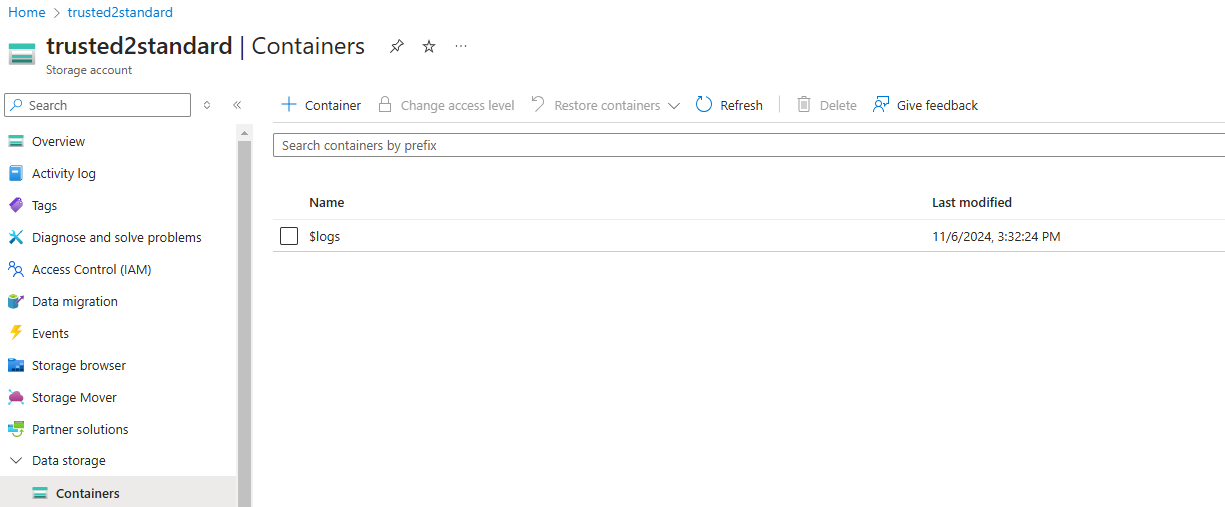 Home > trusted2standard
trusted2standard | Containers
Storage account
Search
Container Change access level Restore containers Refresh Delete Give feedback
Search containers by prefix
Overview
Activity log
Tags
Diagnose and solve problems
Access Control (IAM)
Data migration
Events
Storage browser
Storage Mover
Partner solutions
Data storage
Containers
Name Last modified
$logs 11/6/2024, 3:32:24 PM